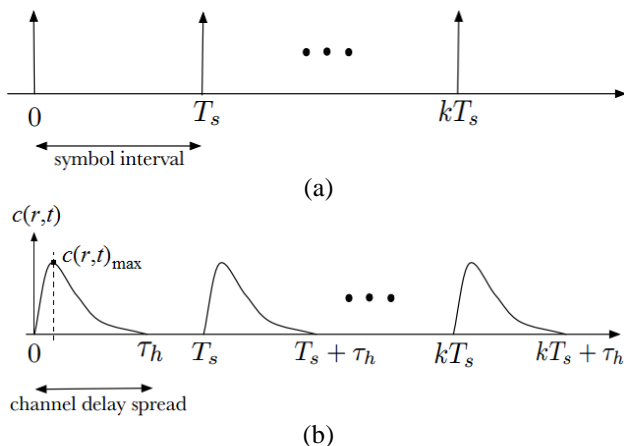 0 T_s kT_s
symbol interval
(a)
c(r,t)
c(r,t)_max
0 τ_h T_s T_s + τ_h kT_s kT_s + τ_h
channel delay spread
(b)